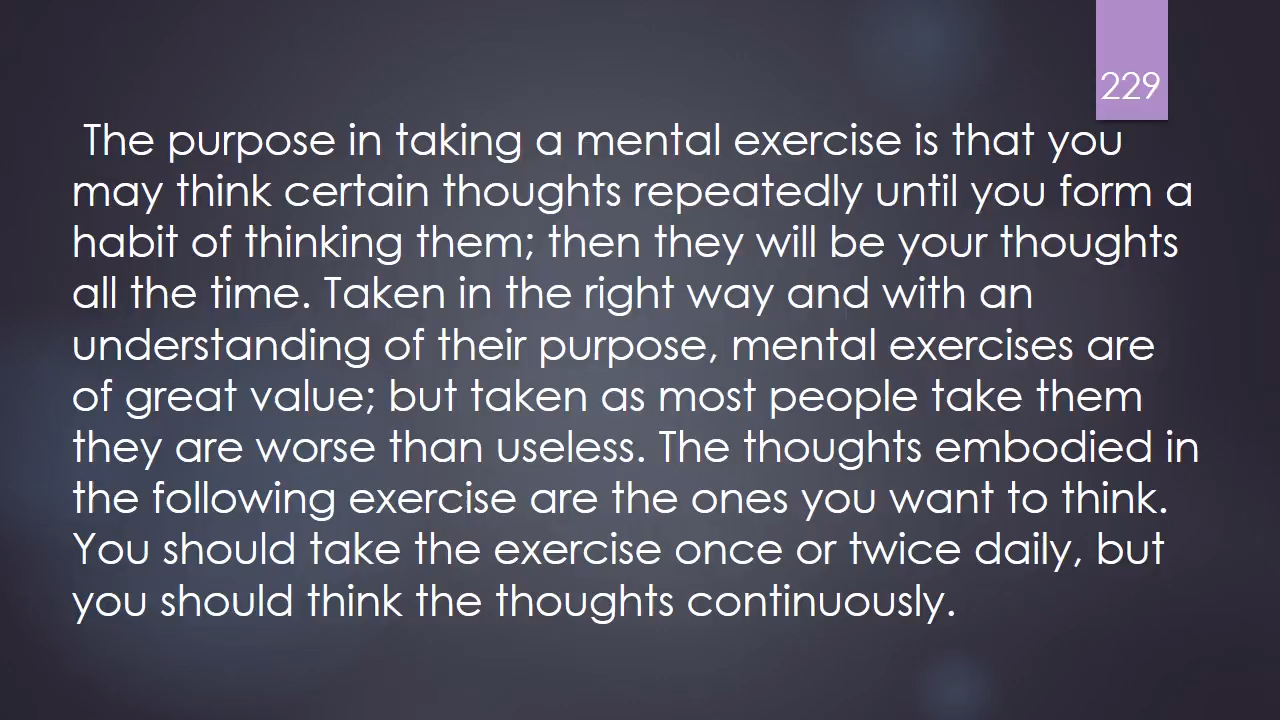 229
The purpose in taking a mental exercise is that you
may think certain thoughts repeatedly until you form a
habit of thinking them; then they will be your thoughts
all the time. Taken in the right way and with an
understanding of their purpose, mental exercises are
of great value; but taken as most people take them
they are worse than useless. The thoughts embodied in
the following exercise are the ones you want to think.
You should take the exercise once or twice daily, but
you should think the thoughts continuously.